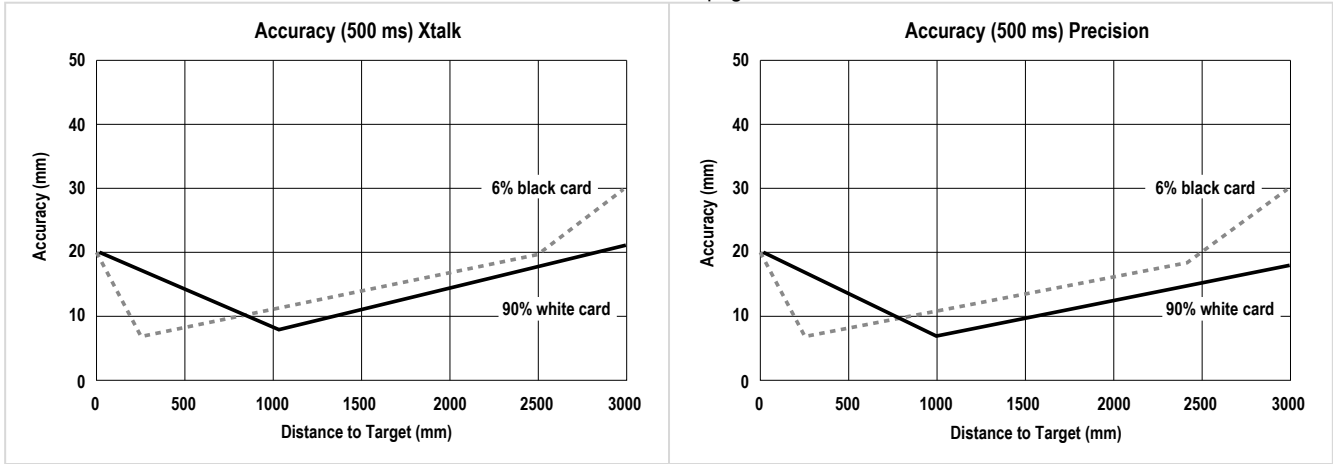 Accuracy (500 ms) Xtalk
50
40
30
20
10
0
Accuracy (mm)
6% black card
90% white card
0 500 1000 1500 2000 2500 3000
Distance to Target (mm)
Accuracy (500 ms) Precision
50
40
30
20
10
0
Accuracy (mm)
6% black card
90% white card
0 500 1000 1500 2000 2500 3000
Distance to Target (mm)